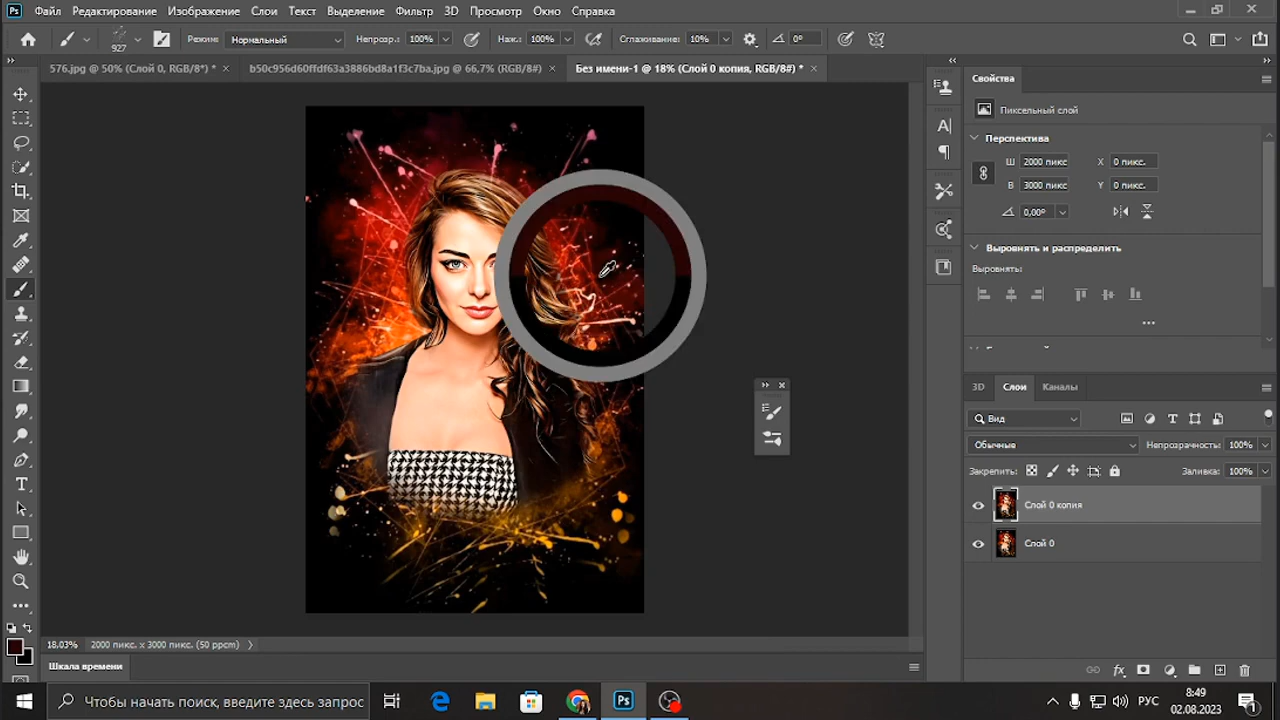 Ps Файл Редактирование Изображение Слои Текст Выделение Фильтр 3D Просмотр Окно Справка
927 Режим: Нормальный Непрозр.: 100% Наж.: 100% Сглаживание: 10% 0°
576.jpg @ 50% (Слой 0, RGB/8*) * × b50c956d60ffdf63a3886bd8a1f3c7ba.jpg @ 66,7% (RGB/8#) × Без имени-1 @ 18% (Слой 0 копия, RGB/8#) * ×
Свойства
Пиксельный слой
Перспектива
Ш 2000 пикс X 0 пикс.
В 3000 пикс Y 0 пикс.
0,00°
Выровнять и распределить
Выровнять:
3D Слои Каналы
Вид
Обычные Непрозрачность: 100%
Закрепить: Заливка: 100%
Слой 0 копия
Слой 0
18.03% 2000 пикс. x 3000 пикс. (50 ppcm)
Шкала времени
Чтобы начать поиск, введите здесь запрос
Ps
РУС
8:49
02.08.2023
1